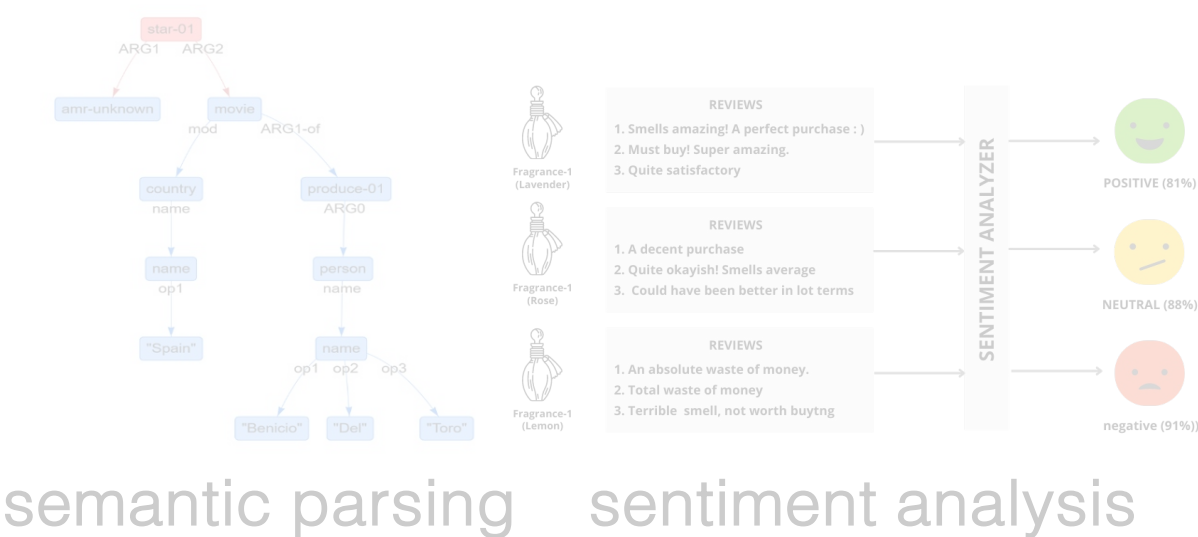 star-01
ARG1 ARG2
amr-unknown movie
mod ARG1-of
country produce-01
name ARG0
name person
op1 name
"Spain" name
op1 op2 op3
"Benicio" "Del" "Toro"
Fragrance-1
(Lavender)
REVIEWS
1. Smells amazing! A perfect purchase : )
2. Must buy! Super amazing.
3. Quite satisfactory
Fragrance-1
(Rose)
REVIEWS
1. A decent purchase
2. Quite okayish! Smells average
3. Could have been better in lot terms
Fragrance-1
(Lemon)
REVIEWS
1. An absolute waste of money.
2. Total waste of money
3. Terrible smell, not worth buytng
SENTIMENT ANALYZER
POSITIVE (81%)
NEUTRAL (88%)
negative (91%))
semantic parsing sentiment analysis